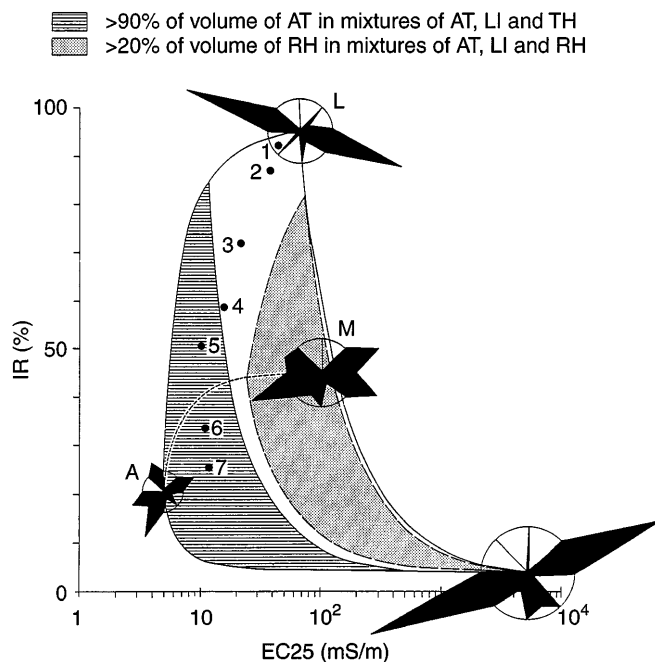 >90% of volume of AT in mixtures of AT, LI and TH
>20% of volume of RH in mixtures of AT, LI and RH
100
L
1
2
3
4
IR (%)
50
M
5
6
A
7
0
1
10
10²
10⁴
EC25 (mS/m)